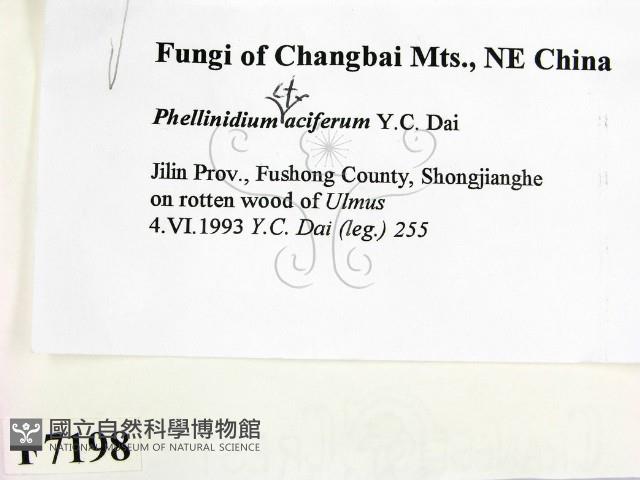 Fungi of Changbai Mts., NE China
Phellinidium aciferum Y.C. Dai
Jilin Prov., Fushong County, Shongjianghe
on rotten wood of Ulmus
4.VI.1993 Y.C. Dai (leg.) 255
國立自然科學博物館
NATIONAL MUSEUM OF NATURAL SCIENCE
F7198